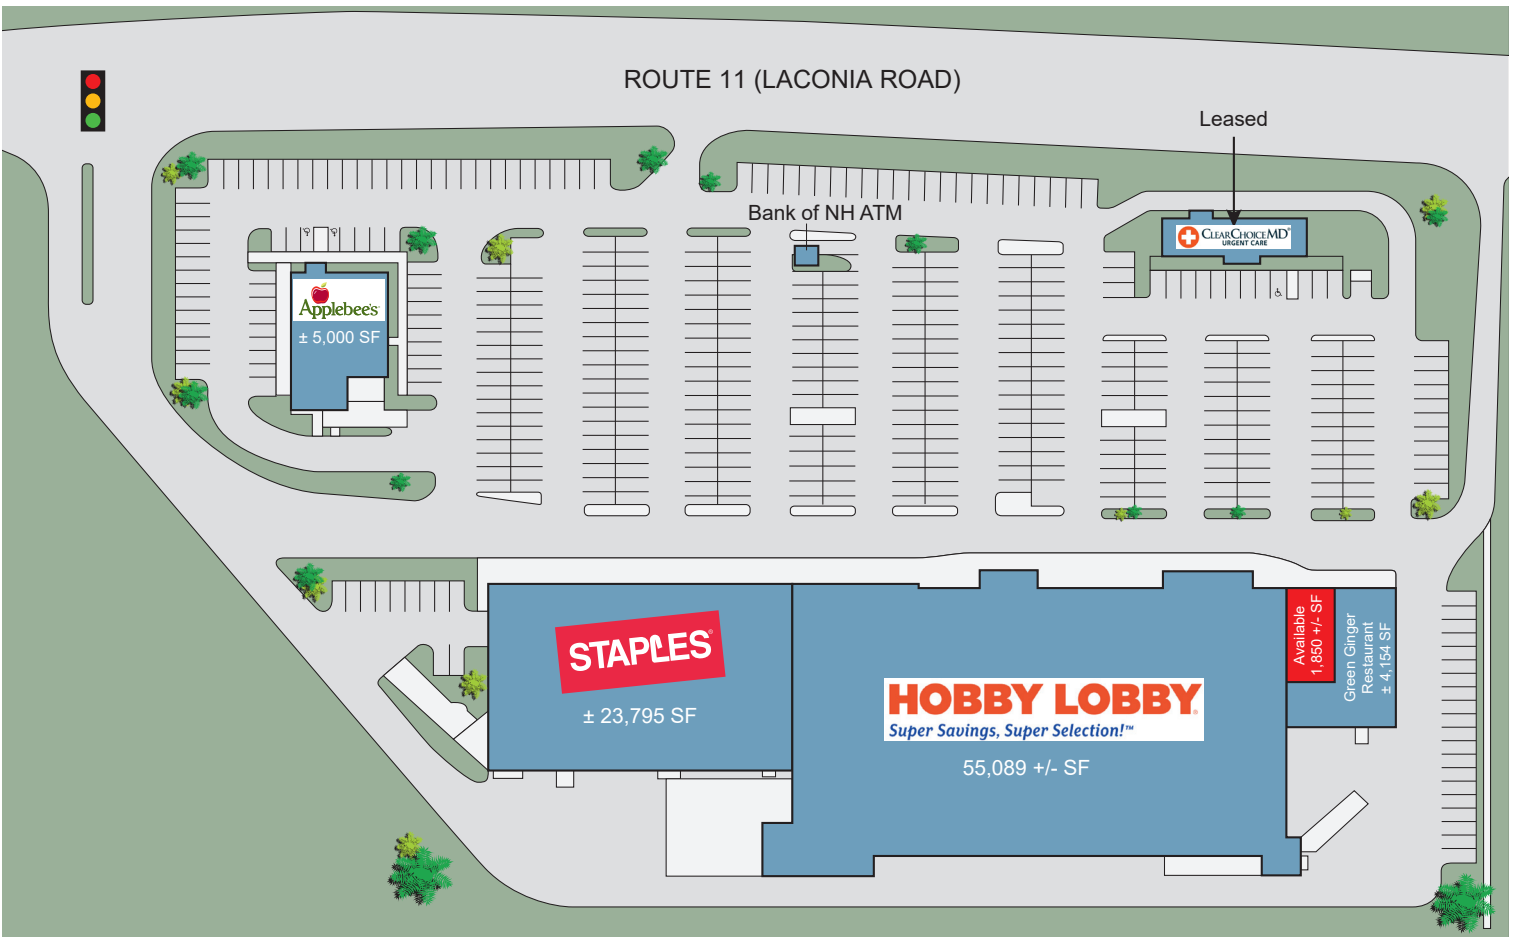 ROUTE 11 (LACONIA ROAD)
Leased
Bank of NH ATM
CLEARCHOICEMD®
URGENT CARE
Applebee's
± 5,000 SF
STAPLES®
± 23,795 SF
HOBBY LOBBY®
Super Savings, Super Selection!™
55,089 +/- SF
Available
1,850 +/- SF
Green Ginger
Restaurant
± 4,154 SF